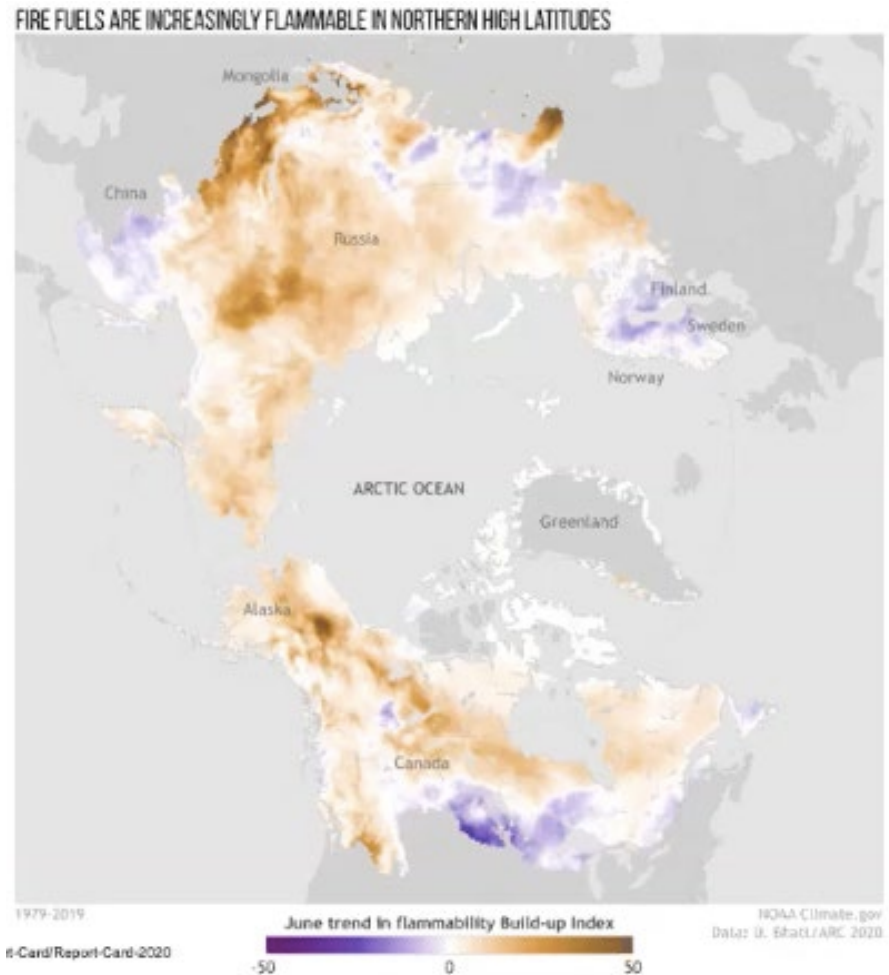 FIRE FUELS ARE INCREASINGLY FLAMMABLE IN NORTHERN HIGH LATITUDES
Mongolia
China
Russia
Finland
Sweden
Norway
ARCTIC OCEAN
Greenland
Alaska
Canada
1979-2019
NOAA Climate.gov
Data: U. Bhatt/ARC 2020
June trend in flammability Build-up Index
t-Card/Report-Card-2020
-50
0
50